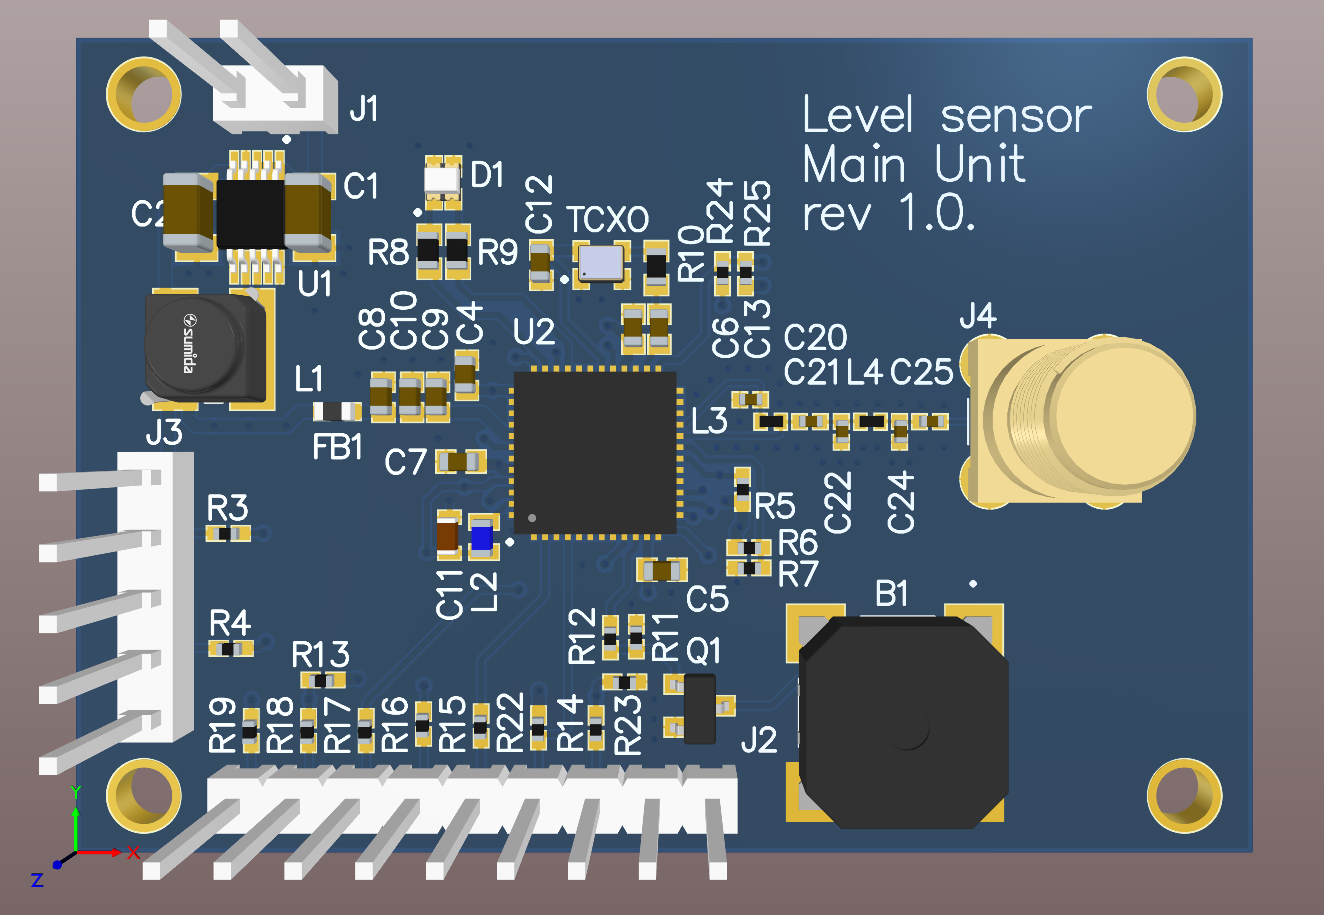 J1
Level sensor
Main Unit
rev 1.0.
D1
C1
C2
C12
TCXO
R24
R25
R8
R9
R10
U1
sumida
C8
C10
C9
C4
U2
C6
C13
J4
C20
C21 L4 C25
L1
L3
J3
FB1
C7
C22
C24
R5
R3
R6
R7
C11
L2
C5
B1
R4
R12
R11
Q1
R13
R19
R18
R17
R16
R15
R22
R14
R23
J2
Y
X
Z